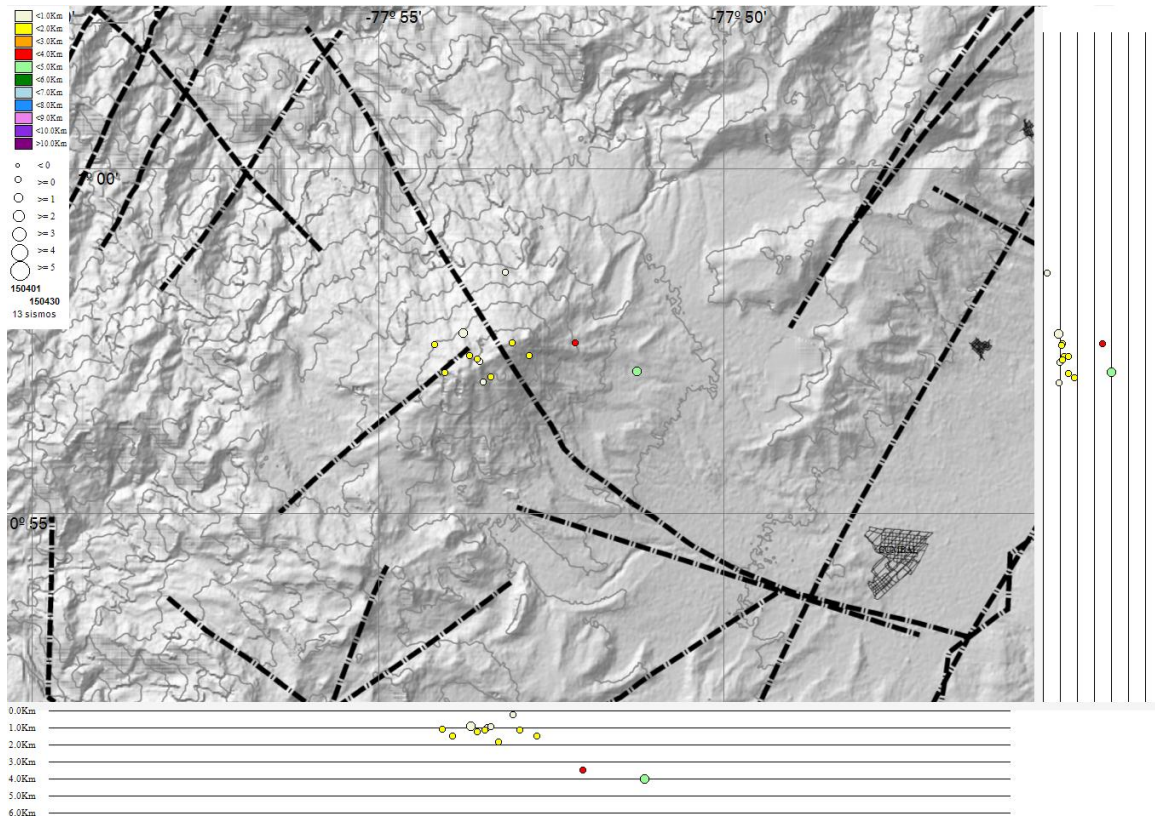 -77º 55'
-77º 50'
<1.0Km
<2.0Km
<3.0Km
<4.0Km
<5.0Km
<6.0Km
<7.0Km
<8.0Km
<9.0Km
<10.0Km
>10.0Km
º 00'
< 0
>= 0
>= 1
>= 2
>= 3
>= 4
>= 5
150401
150430
13 sismos
0º 55'
CUMBAL
0.0Km
1.0Km
2.0Km
3.0Km
4.0Km
5.0Km
6.0Km